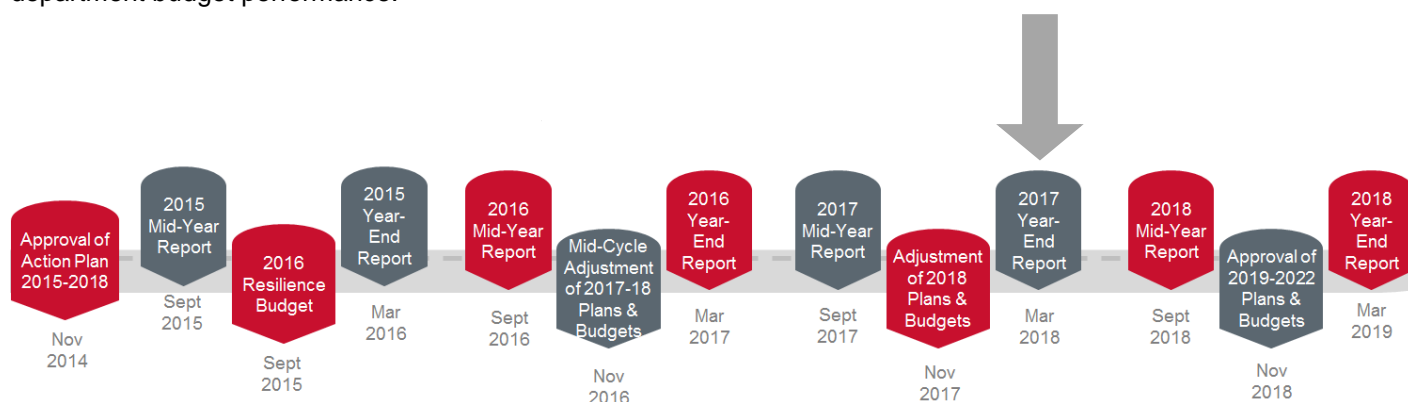 department budget performance.
Approval of
Action Plan
2015-2018
Nov
2014
2015
Mid-Year
Report
Sept
2015
2016
Resilience
Budget
Sept
2015
2015
Year-
End
Report
Mar
2016
2016
Mid-Year
Report
Sept
2016
Mid-Cycle
Adjustment
of 2017-18
Plans &
Budgets
Nov
2016
2016
Year-
End
Report
Mar
2017
2017
Mid-Year
Report
Sept
2017
Adjustment
of 2018
Plans &
Budgets
Nov
2017
2017
Year-
End
Report
Mar
2018
2018
Mid-Year
Report
Sept
2018
Approval of
2019-2022
Plans &
Budgets
Nov
2018
2018
Year-
End
Report
Mar
2019